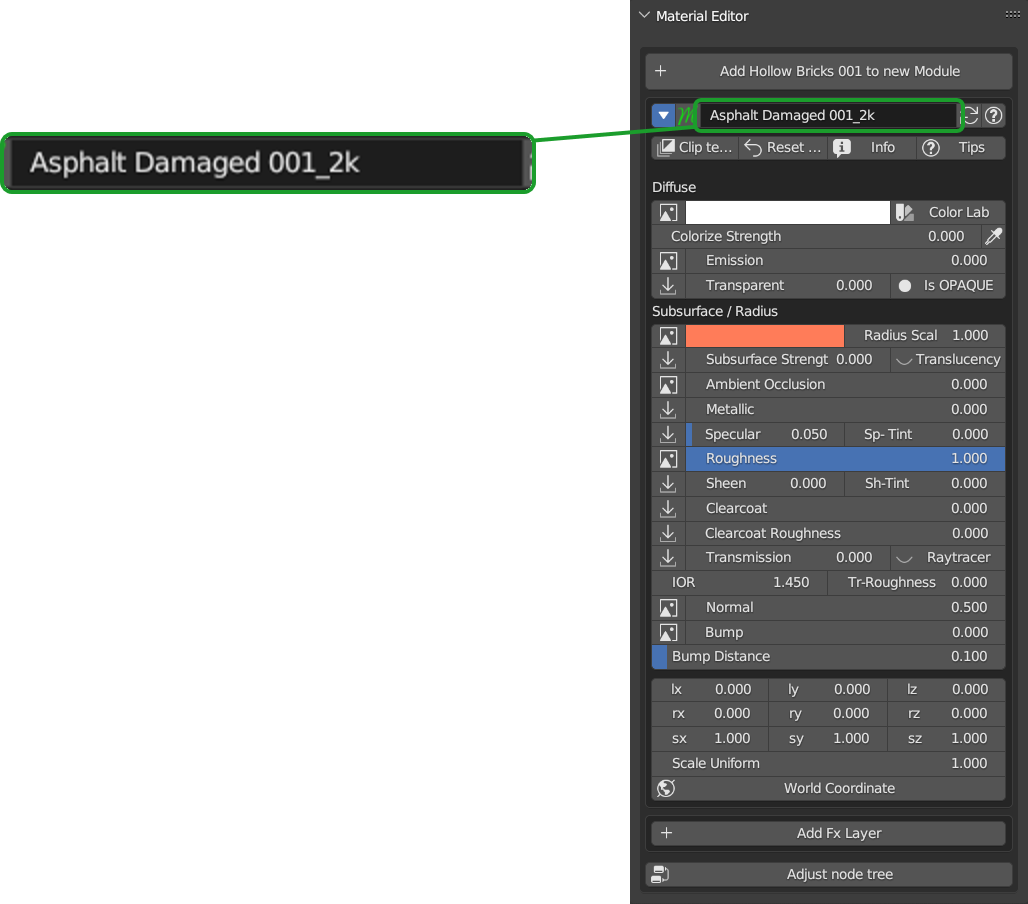 Material Editor
Add Hollow Bricks 001 to new Module
Asphalt Damaged 001_2k
Asphalt Damaged 001_2k
Clip te... Reset ... Info Tips
Diffuse
Color Lab
Colorize Strength 0.000
Emission 0.000
Transparent 0.000 Is OPAQUE
Subsurface / Radius
Radius Scal 1.000
Subsurface Strengt 0.000 Translucency
Ambient Occlusion 0.000
Metallic 0.000
Specular 0.050 Sp- Tint 0.000
Roughness 1.000
Sheen 0.000 Sh-Tint 0.000
Clearcoat 0.000
Clearcoat Roughness 0.000
Transmission 0.000 Raytracer
IOR 1.450 Tr-Roughness 0.000
Normal 0.500
Bump 0.000
Bump Distance 0.100
lx 0.000 ly 0.000 lz 0.000
rx 0.000 ry 0.000 rz 0.000
sx 1.000 sy 1.000 sz 1.000
Scale Uniform 1.000
World Coordinate
Add Fx Layer
Adjust node tree